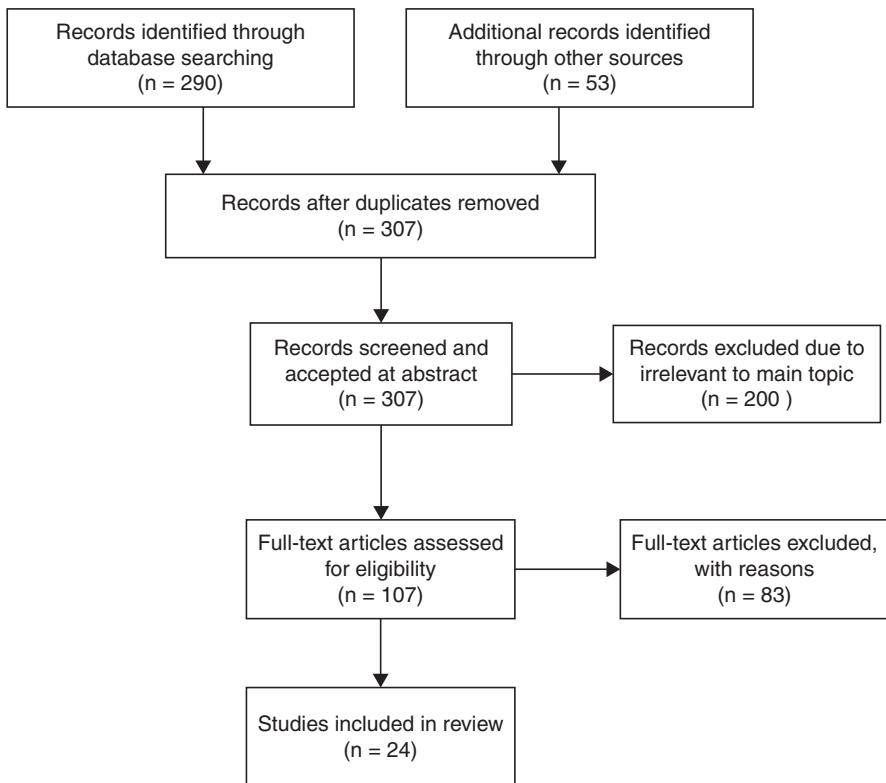 Records identified through
database searching
(n = 290)
Additional records identified
through other sources
(n = 53)
Records after duplicates removed
(n = 307)
Records screened and
accepted at abstract
(n = 307)
Records excluded due to
irrelevant to main topic
(n = 200 )
Full-text articles assessed
for eligibility
(n = 107)
Full-text articles excluded,
with reasons
(n = 83)
Studies included in review
(n = 24)